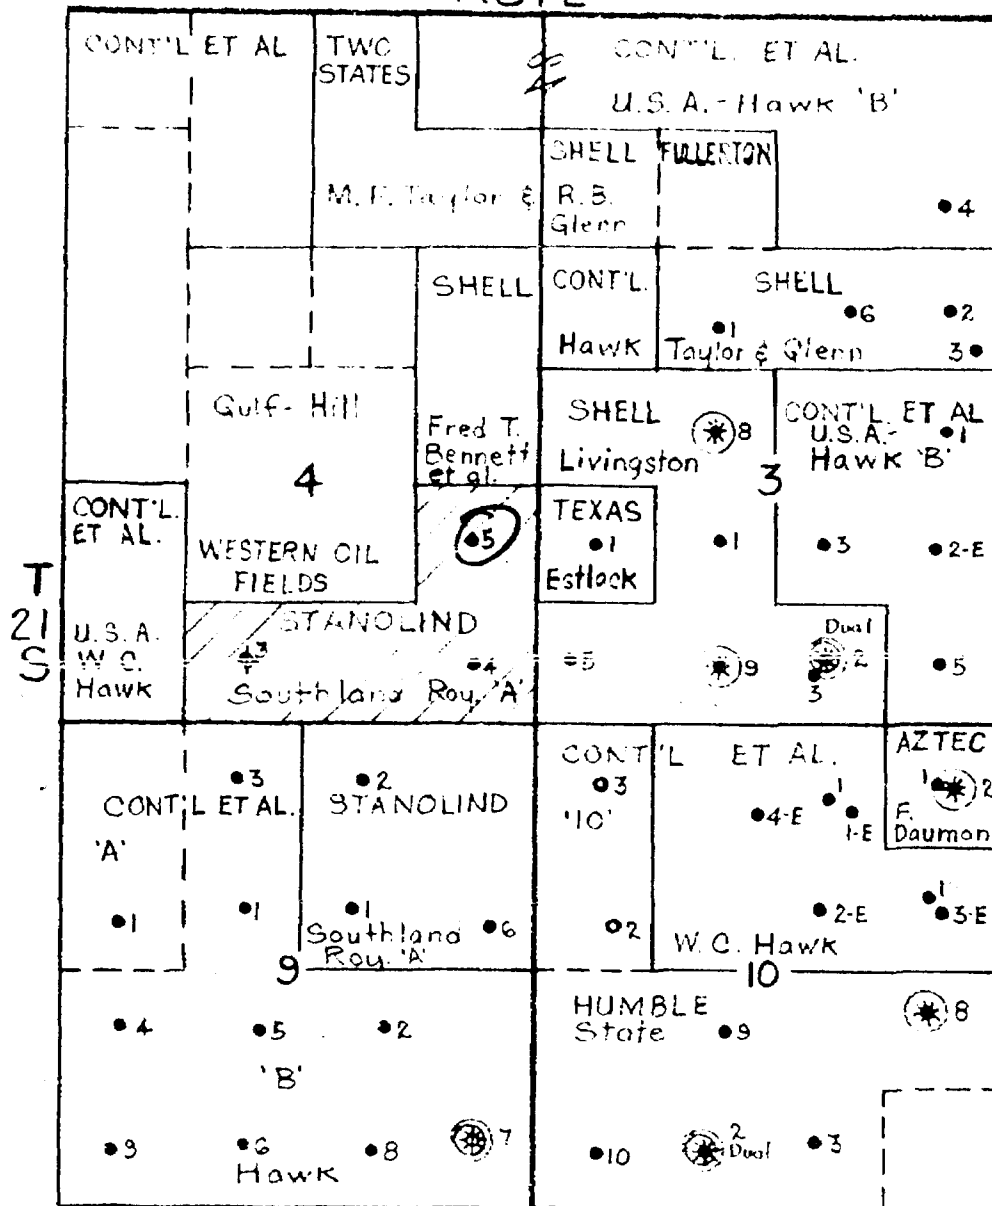 CONT'L ET AL
TWO
STATES
CONT'L. ET AL.
U.S.A.-Hawk 'B'
SHELL
FULLERTON
M.F. Taylor &
R.B.
Glenn
4
SHELL
CONT'L.
Hawk
SHELL
6
2
1
Taylor & Glenn
3
Gulf-Hill
Fred T.
Bennett
et al.
SHELL
Livingston
8
3
CONT'L ET AL
U.S.A.-
Hawk 'B'
1
4
CONT'L.
ET AL.
WESTERN OIL
FIELDS
5
TEXAS
1
Estlack
1
3
2-E
T
21
S
U.S.A.
W.C.
Hawk
STANOLIND
3
4
Southland Roy. 'A'
5
9
Dual
2
3
5
CONT'L ET AL.
'A'
3
1
1
2
STANOLIND
1
Southland
Roy. 'A'
6
CONT'L ET AL.
'10'
3
2
4-E
1
1-E
AZTEC
1
2
F.
Daumon
2-E
1
3-E
W.C. Hawk
9
10
4
5
2
'B'
9
6
8
7
Hawk
HUMBLE
State
9
8
10
2
Dual
3